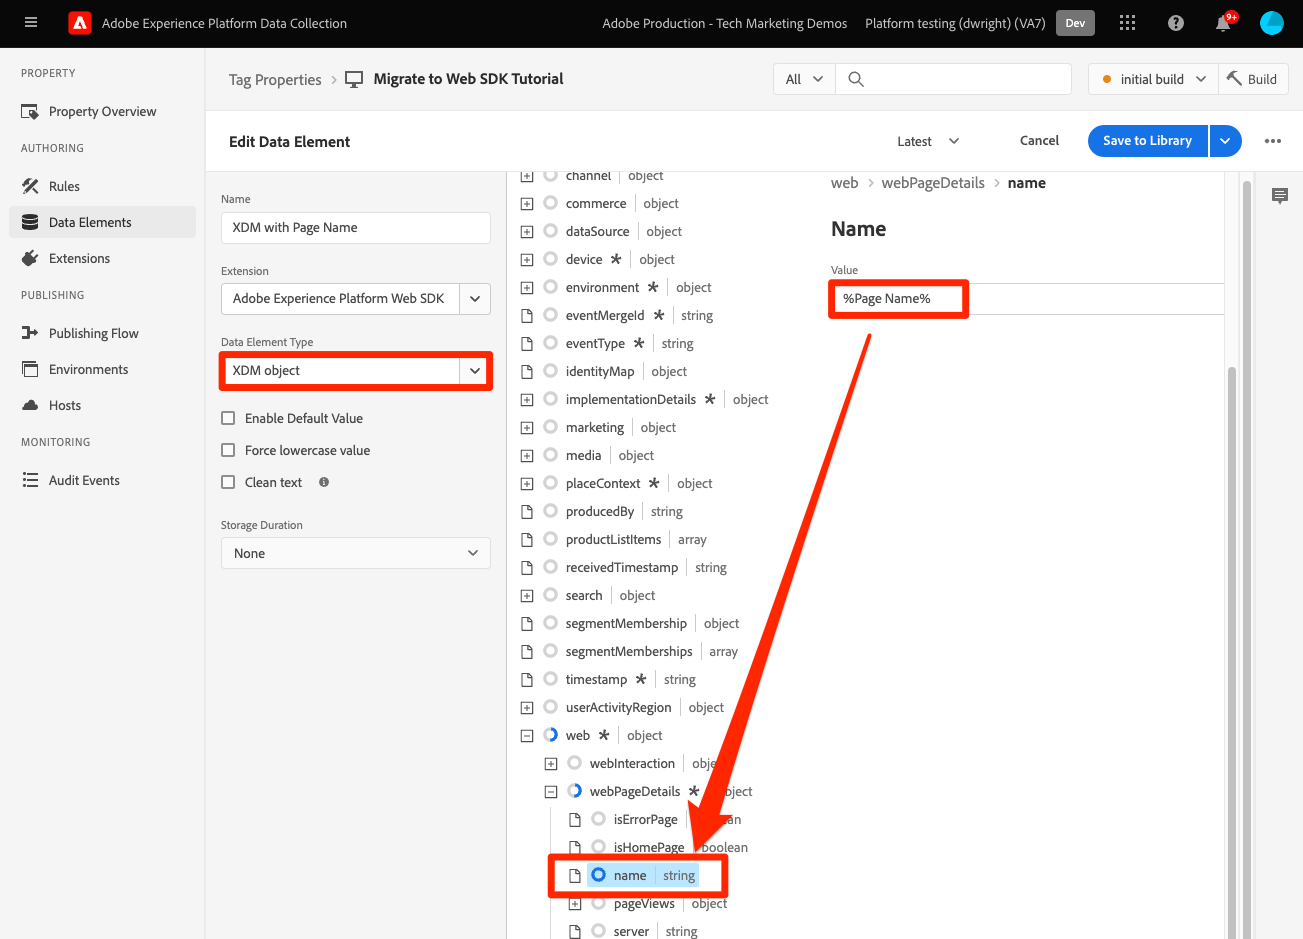 Adobe Experience Platform Data Collection
Adobe Production - Tech Marketing Demos
Platform testing (dwright) (VA7)
Dev
9+
PROPERTY
Property Overview
AUTHORING
Rules
Data Elements
Extensions
PUBLISHING
Publishing Flow
Environments
Hosts
MONITORING
Audit Events
Tag Properties
Migrate to Web SDK Tutorial
All
initial build
Build
Edit Data Element
Latest
Cancel
Save to Library
Name
XDM with Page Name
Extension
Adobe Experience Platform Web SDK
Data Element Type
XDM object
Enable Default Value
Force lowercase value
Clean text
Storage Duration
None
channel object
commerce object
dataSource object
device * object
environment * object
eventMergeId * string
eventType * string
identityMap object
implementationDetails * object
marketing object
media object
placeContext * object
producedBy string
productListItems array
receivedTimestamp string
search object
segmentMembership object
segmentMemberships array
timestamp * string
userActivityRegion object
web * object
webInteraction obje
webPageDetails * bject
isErrorPage an
isHomePage boolean
name string
pageViews object
server string
web > webPageDetails > name
Name
Value
%Page Name%